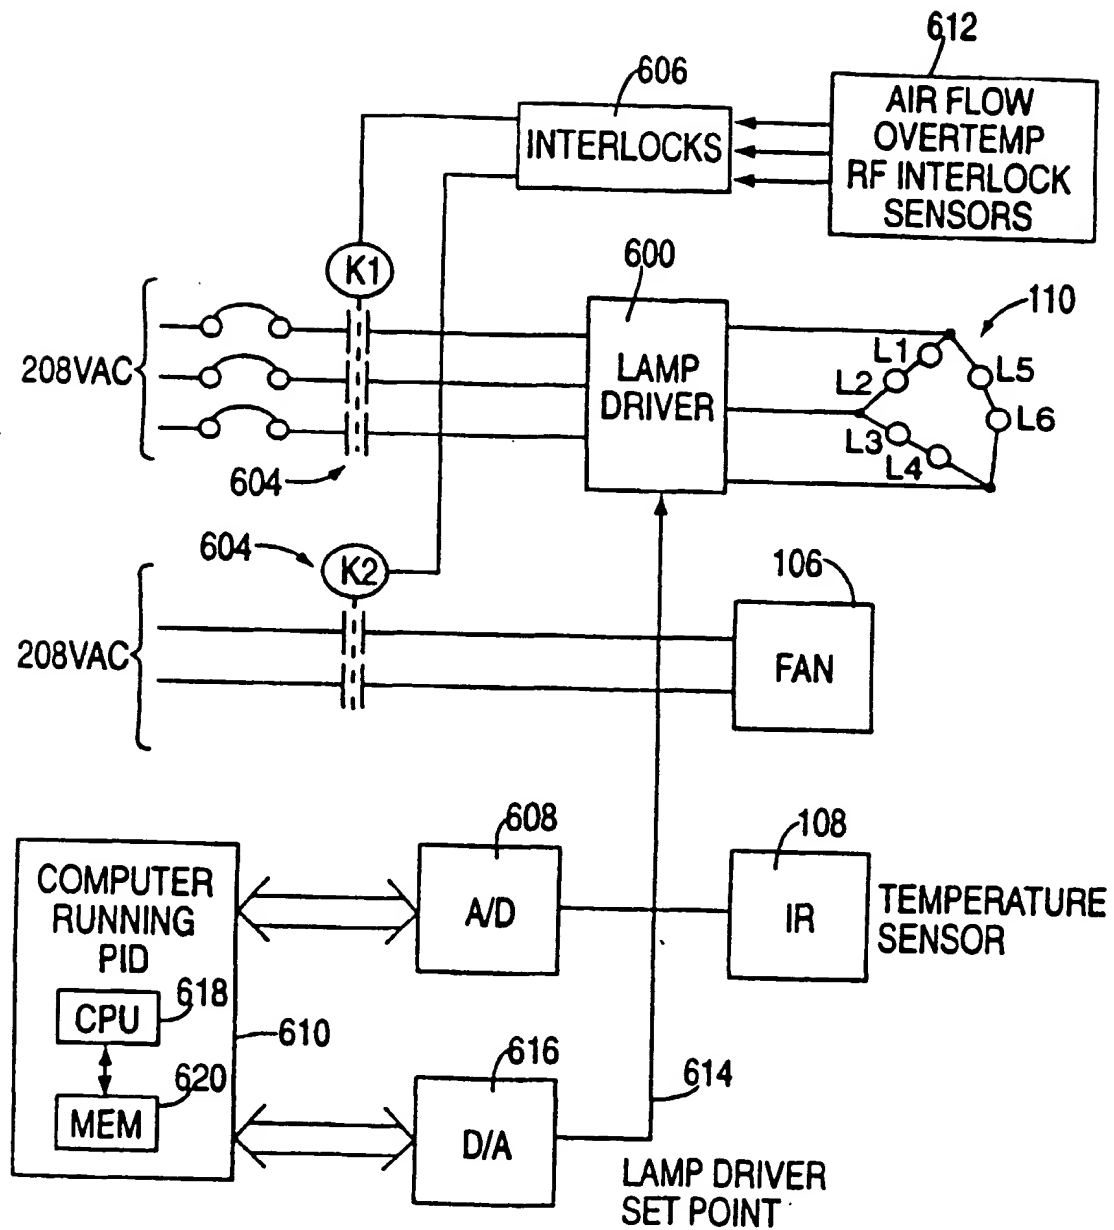 612
606
AIR FLOW
OVERTEMP
RF INTERLOCK
SENSORS
INTERLOCKS
K1
600
110
208VAC
LAMP
DRIVER
L1
L2
L5
L6
L3
L4
604
604
K2
106
208VAC
FAN
608
108
COMPUTER
RUNNING
PID
A/D
IR
TEMPERATURE
SENSOR
CPU
618
610
616
614
620
MEM
D/A
LAMP DRIVER
SET POINT